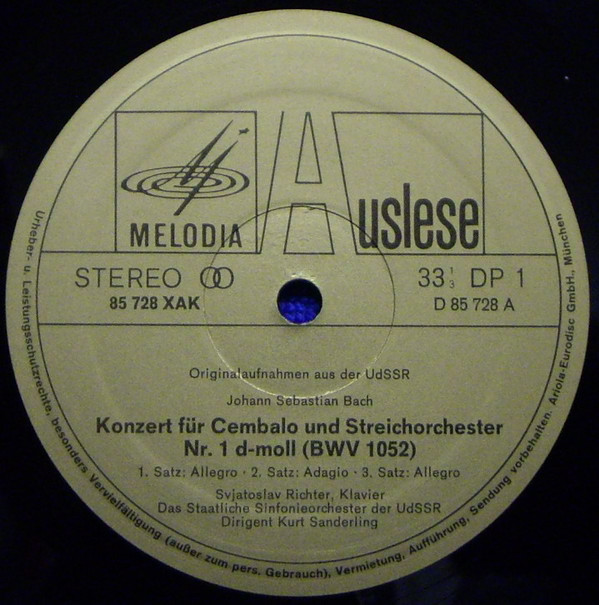 MELODIA
Auslese
STEREO
33 1/3 DP 1
85 728 XAK
D 85 728 A
Originalaufnahmen aus der UdSSR
Johann Sebastian Bach
Konzert für Cembalo und Streichorchester
Nr. 1 d-moll (BWV 1052)
1. Satz: Allegro · 2. Satz: Adagio · 3. Satz: Allegro
Svjatoslav Richter, Klavier
Das Staatliche Sinfonieorchester der UdSSR
Dirigent Kurt Sanderling
Urheber- u. Leistungsschutzrechte, besonders Vervielfältigung (außer zum pers. Gebrauch), Vermietung, Aufführung, Sendung vorbehalten. Ariola-Eurodisc GmbH., München